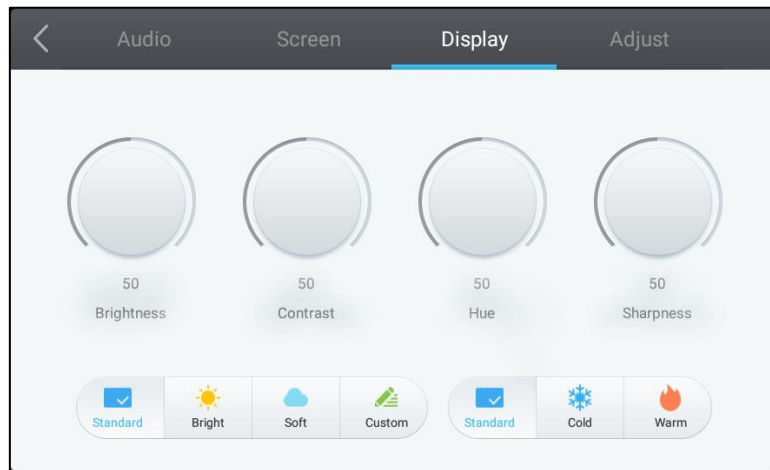 Audio Screen Display Adjust
50 50 50 50
Brightness Contrast Hue Sharpness
Standard Bright Soft Custom Standard Cold Warm